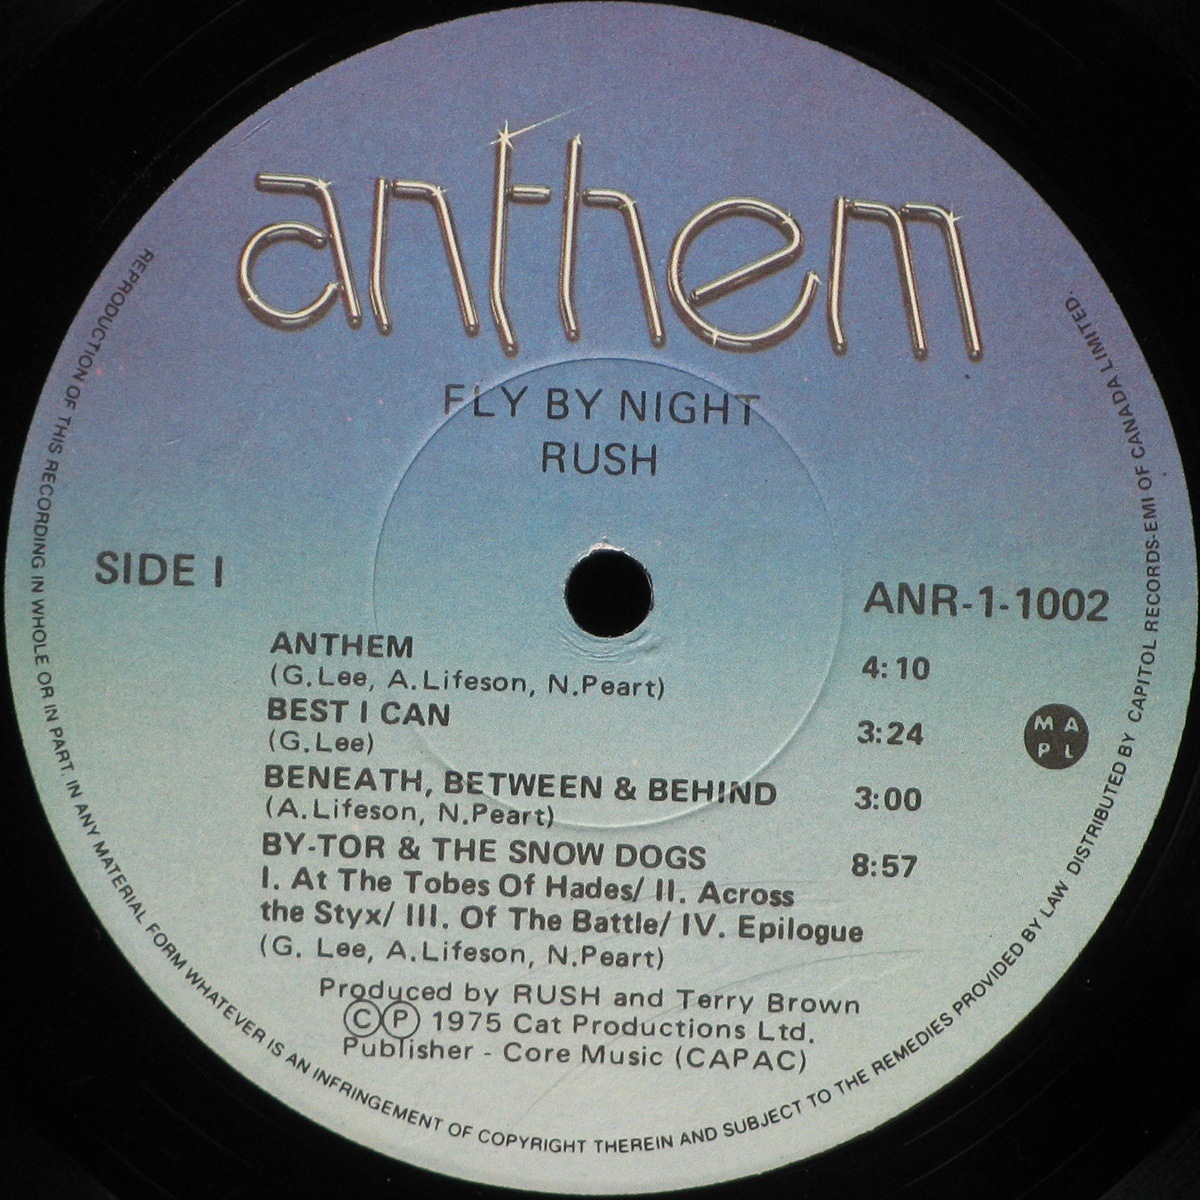 anthem
FLY BY NIGHT
RUSH
SIDE I
ANR-1-1002
ANTHEM 4:10
(G.Lee, A.Lifeson, N.Peart)
BEST I CAN 3:24
(G.Lee)
BENEATH, BETWEEN & BEHIND 3:00
(A.Lifeson, N.Peart)
BY-TOR & THE SNOW DOGS 8:57
I. At The Tobes Of Hades/ II. Across
the Styx/ III. Of The Battle/ IV. Epilogue
(G. Lee, A.Lifeson, N.Peart)
M A
P L
Produced by RUSH and Terry Brown
©℗ 1975 Cat Productions Ltd.
Publisher - Core Music (CAPAC)
REPRODUCTION OF THIS RECORDING IN WHOLE OR IN PART IN ANY MATERIAL FORM WHATEVER IS AN INFRINGEMENT OF COPYRIGHT THEREIN AND SUBJECT TO THE REMEDIES PROVIDED BY LAW DISTRIBUTED BY CAPITOL RECORDS-EMI OF CANADA LIMITED.